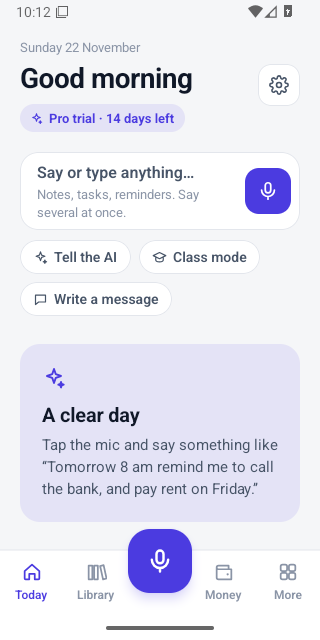 10:12
Sunday 22 November
Good morning
Pro trial · 14 days left
Say or type anything…
Notes, tasks, reminders. Say
several at once.
Tell the AI
Class mode
Write a message
A clear day
Tap the mic and say something like
“Tomorrow 8 am remind me to call
the bank, and pay rent on Friday.”
Today
Library
Money
More